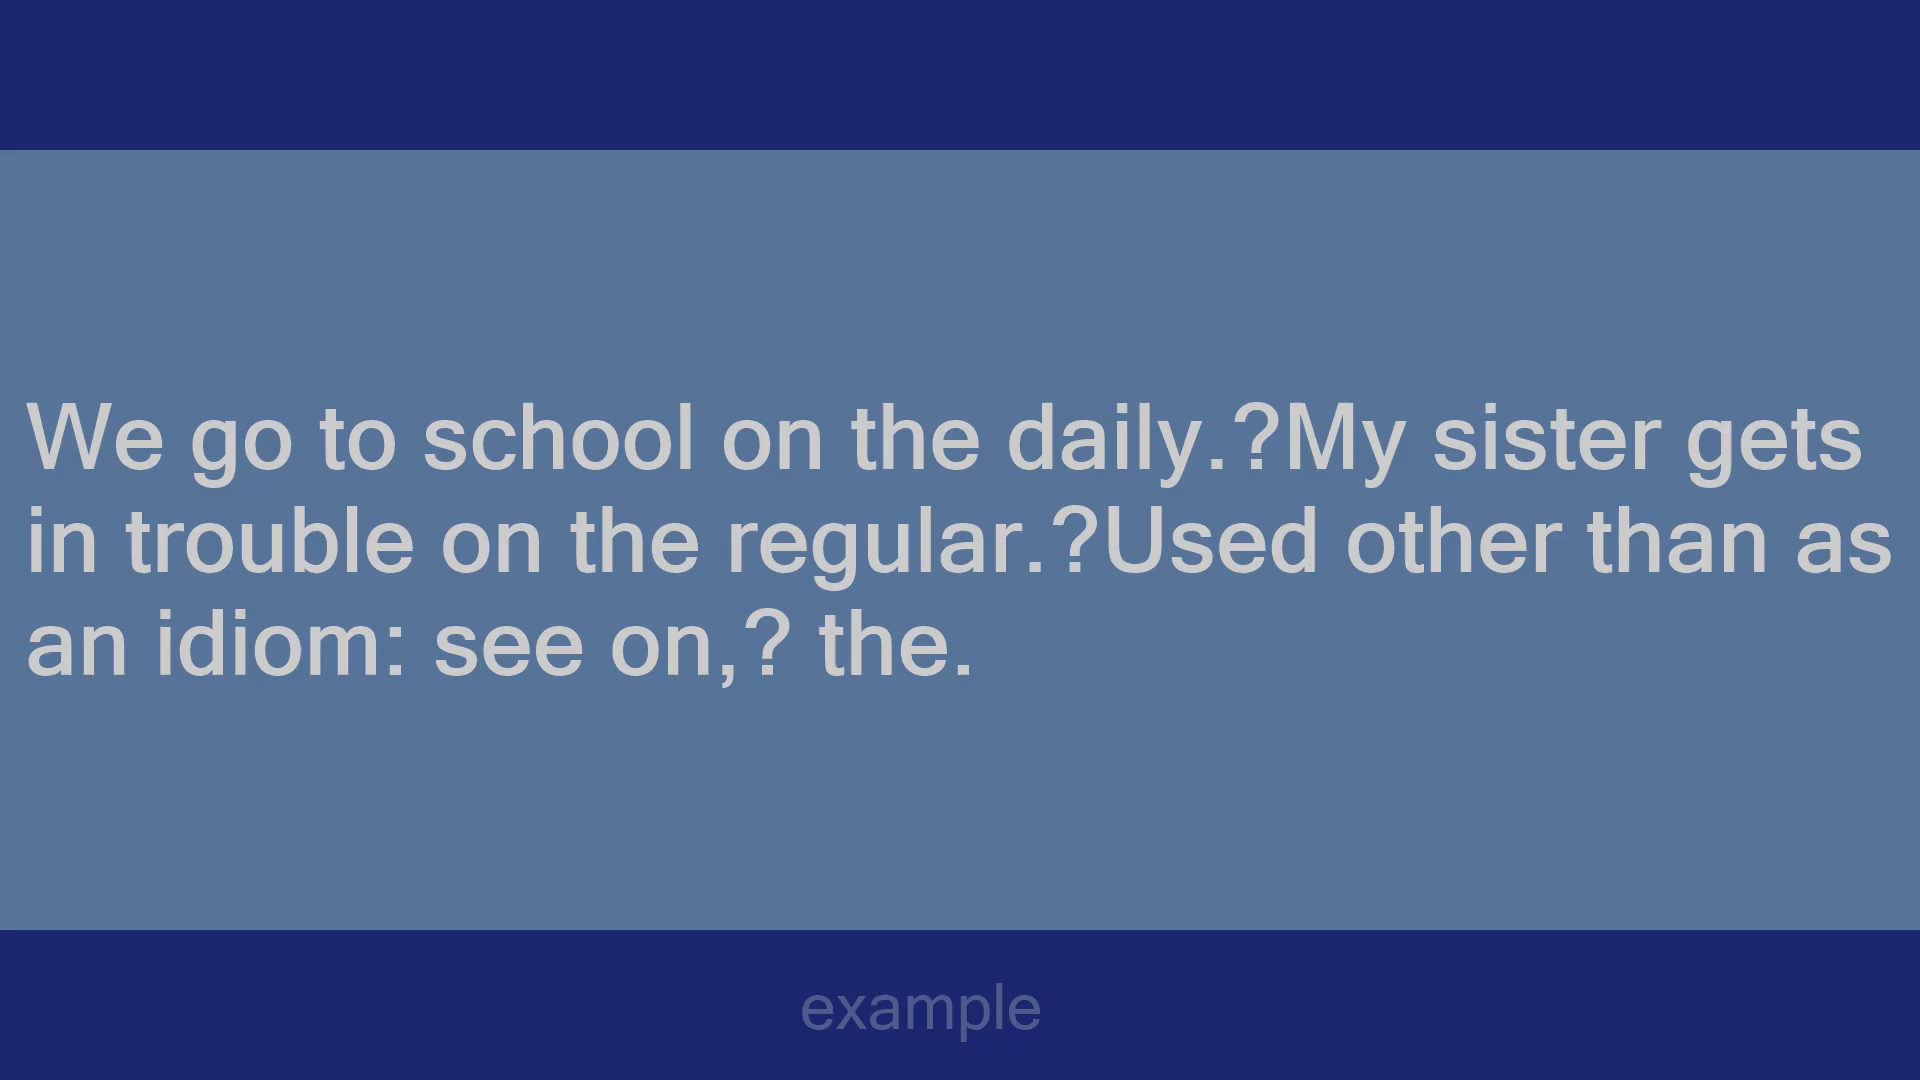 We go to school on the daily.?My sister gets
in trouble on the regular.?Used other than as
an idiom: see on,? the.
example